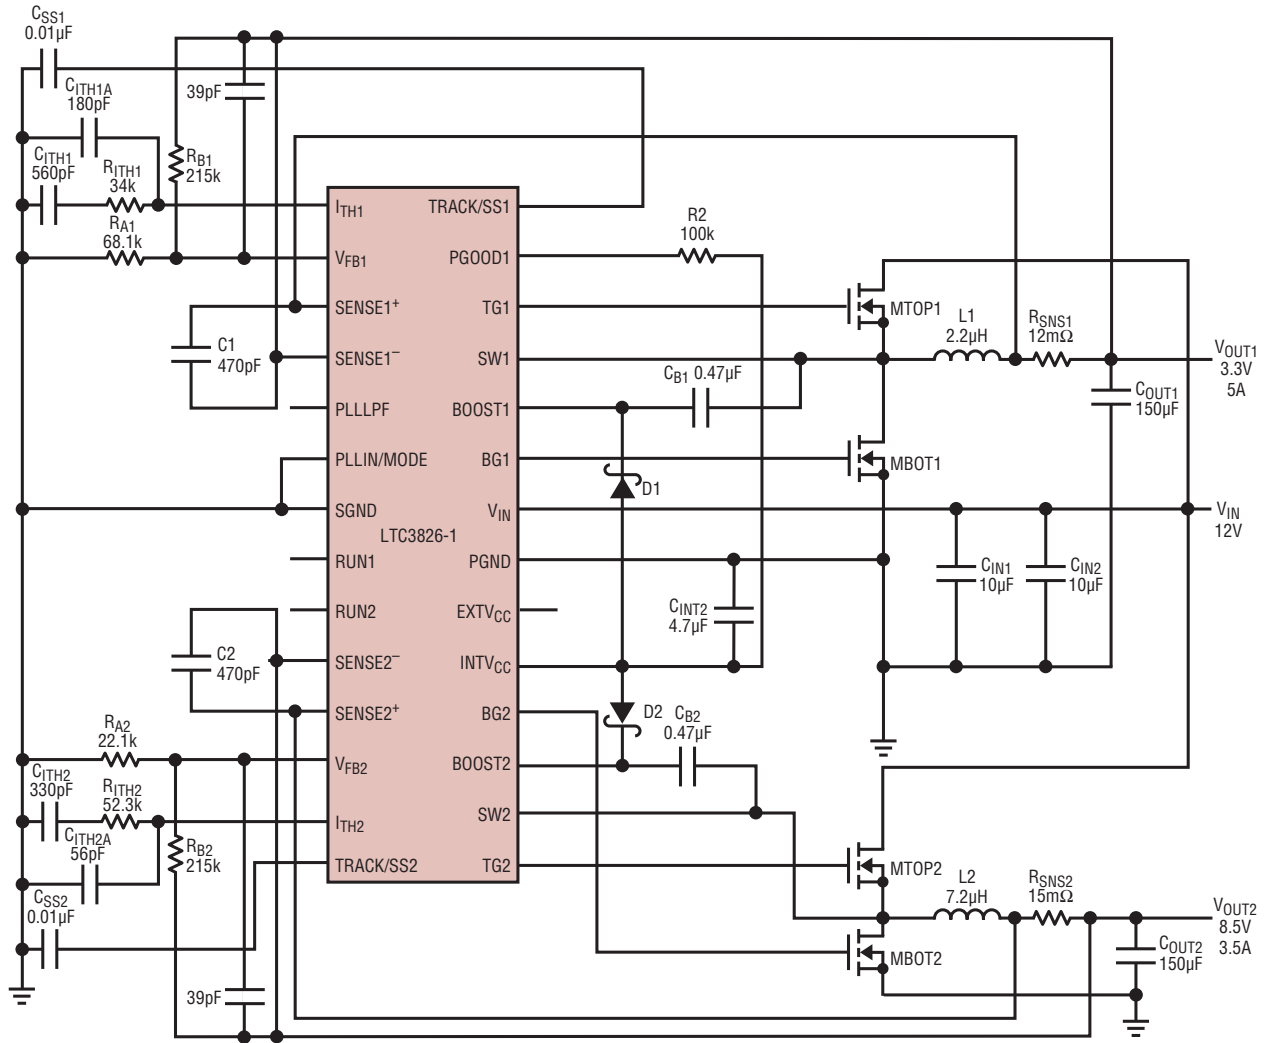 CSS1
0.01µF
CITH1A
180pF
39pF
CITH1
560pF
RITH1
34k
RB1
215k
RA1
68.1k
C1
470pF
ITH1
VFB1
SENSE1+
SENSE1–
PLLLPF
PLLIN/MODE
SGND
LTC3826-1
RUN1
RUN2
SENSE2–
SENSE2+
VFB2
ITH2
TRACK/SS2
TRACK/SS1
PGOOD1
TG1
SW1
BOOST1
BG1
VIN
PGND
EXTVCC
INTVCC
BG2
BOOST2
SW2
TG2
R2
100k
MTOP1
L1
2.2µH
RSNS1
12mΩ
VOUT1
3.3V
5A
CB1 0.47µF
COUT1
150µF
MBOT1
D1
VIN
12V
CIN1
10µF
CIN2
10µF
CINT2
4.7µF
D2
CB2
0.47µF
C2
470pF
RA2
22.1k
CITH2
330pF
RITH2
52.3k
CITH2A
56pF
RB2
215k
CSS2
0.01µF
39pF
MTOP2
L2
7.2µH
RSNS2
15mΩ
VOUT2
8.5V
3.5A
COUT2
150µF
MBOT2